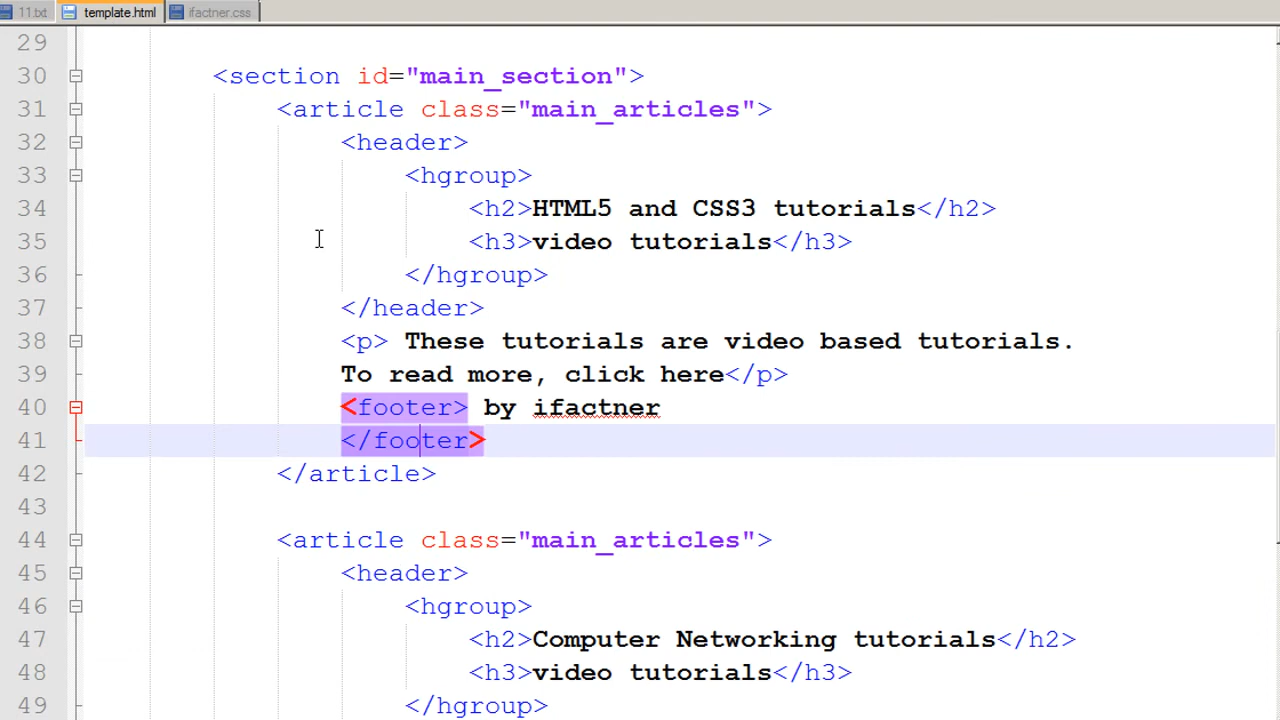 11.txt template.html ifactner.css
29
30 <section id="main_section">
31 <article class="main_articles">
32 <header>
33 <hgroup>
34 <h2>HTML5 and CSS3 tutorials</h2>
35 <h3>video tutorials</h3>
36 </hgroup>
37 </header>
38 <p> These tutorials are video based tutorials.
39 To read more, click here</p>
40 <footer> by ifactner
41 </footer>
42 </article>
43
44 <article class="main_articles">
45 <header>
46 <hgroup>
47 <h2>Computer Networking tutorials</h2>
48 <h3>video tutorials</h3>
49 </hgroup>